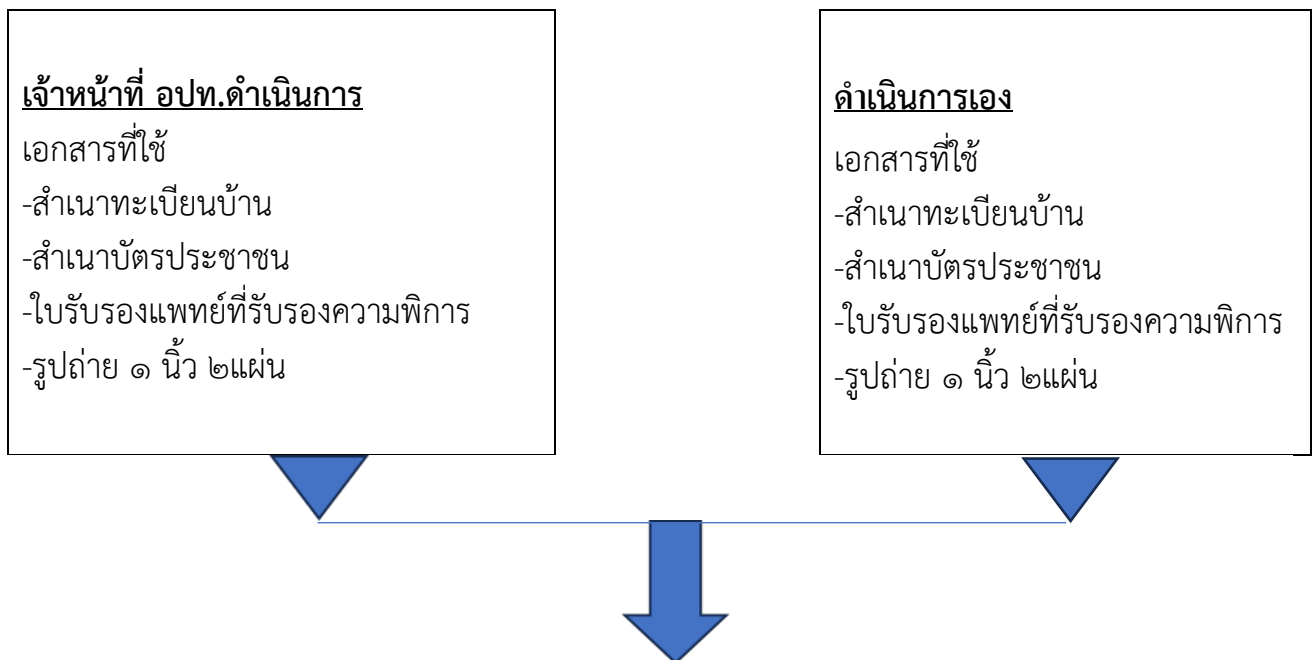 เจ้าหน้าที่ อปท.ดำเนินการ
เอกสารที่ใช้
-สำเนาทะเบียนบ้าน
-สำเนาบัตรประชาชน
-ใบรับรองแพทย์ที่รับรองความพิการ
-รูปถ่าย ๑ นิ้ว ๒แผ่น
ดำเนินการเอง
เอกสารที่ใช้
-สำเนาทะเบียนบ้าน
-สำเนาบัตรประชาชน
-ใบรับรองแพทย์ที่รับรองความพิการ
-รูปถ่าย ๑ นิ้ว ๒แผ่น